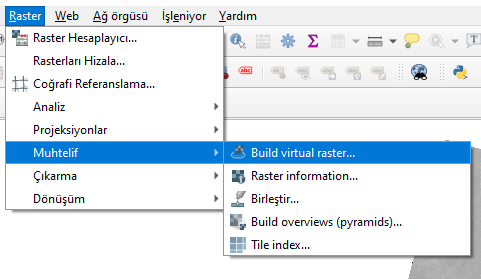 Raster Web Ağ örgüsü İşleniyor Yardım
Raster Hesaplayıcı...
Rasterları Hizala...
Coğrafi Referanslama...
Analiz
Projeksiyonlar
Muhtelif
Çıkarma
Dönüşüm
Build virtual raster...
Raster information...
Birleştir...
Build overviews (pyramids)...
Tile index...